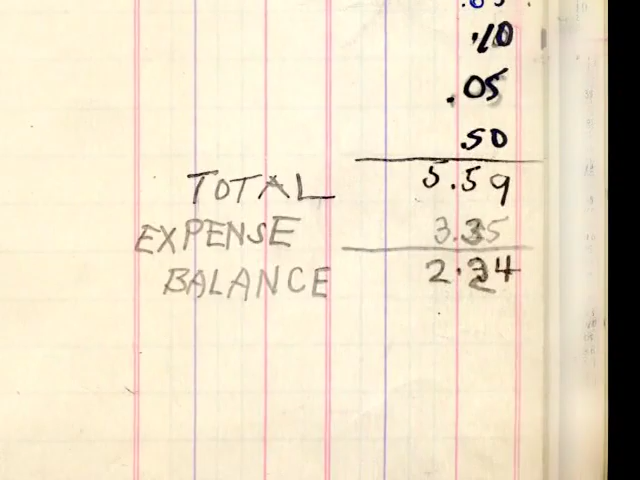 .10
.05
.50
TOTAL 5.59
EXPENSE 3.35
BALANCE 2.24